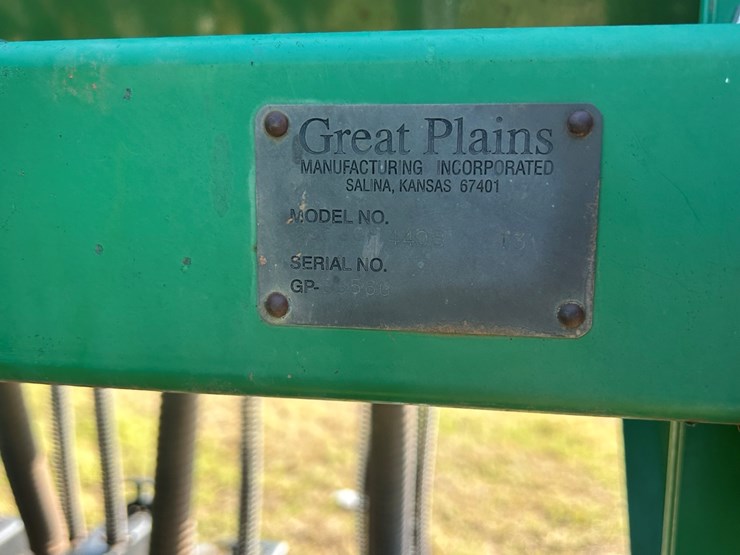 Great Plains
MANUFACTURING INCORPORATED
SALINA, KANSAS 67401
MODEL NO.
SERIAL NO.
GP-